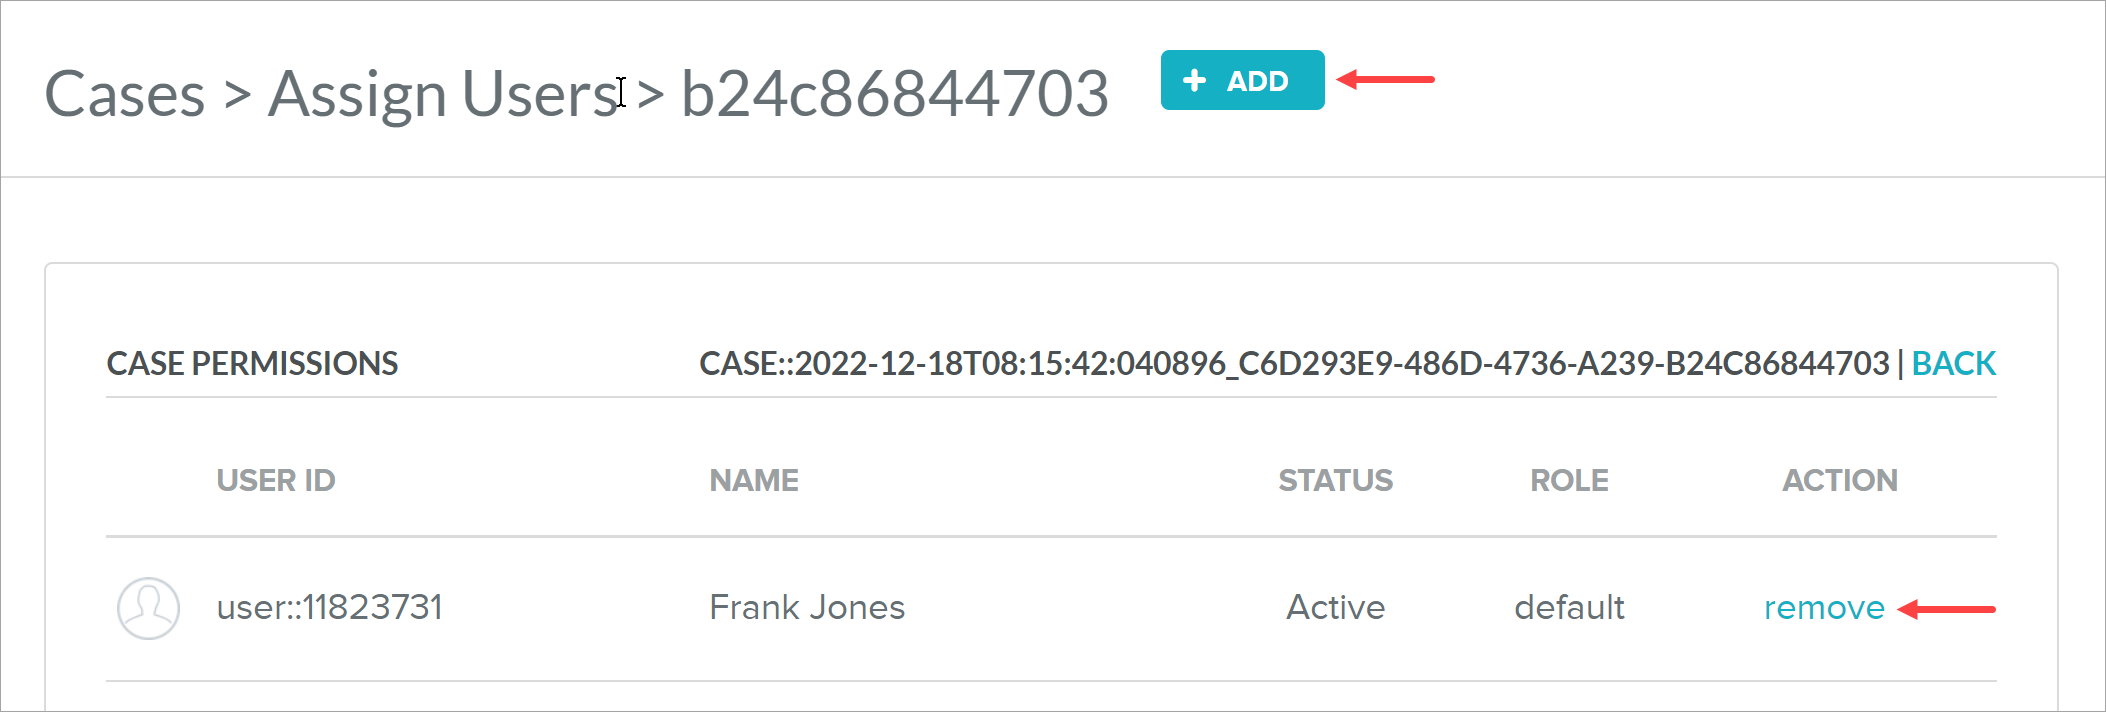 Cases > Assign Users > b24c86844703
+ ADD
CASE PERMISSIONS
CASE::2022-12-18T08:15:42:040896_C6D293E9-486D-4736-A239-B24C86844703 | BACK
USER ID NAME STATUS ROLE ACTION
user::11823731 Frank Jones Active default remove